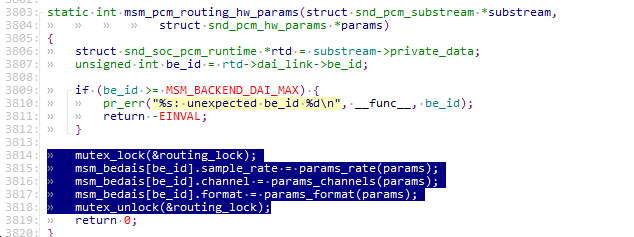 3802:
3803: static int msm_pcm_routing_hw_params(struct snd_pcm_substream *substream,
3804: » » » » struct snd_pcm_hw_params *params)
3805: {
3806: » struct snd_soc_pcm_runtime *rtd = substream->private_data;
3807: » unsigned int be_id = rtd->dai_link->be_id;
3808:
3809: » if (be_id >= MSM_BACKEND_DAI_MAX) {
3810: » » pr_err("%s: unexpected be_id %d\n", __func__, be_id);
3811: » » return -EINVAL;
3812: » }
3813:
3814: » mutex_lock(&routing_lock);
3815: » msm_bedais[be_id].sample_rate = params_rate(params);
3816: » msm_bedais[be_id].channel = params_channels(params);
3817: » msm_bedais[be_id].format = params_format(params);
3818: » mutex_unlock(&routing_lock);
3819: » return 0;
3820: }